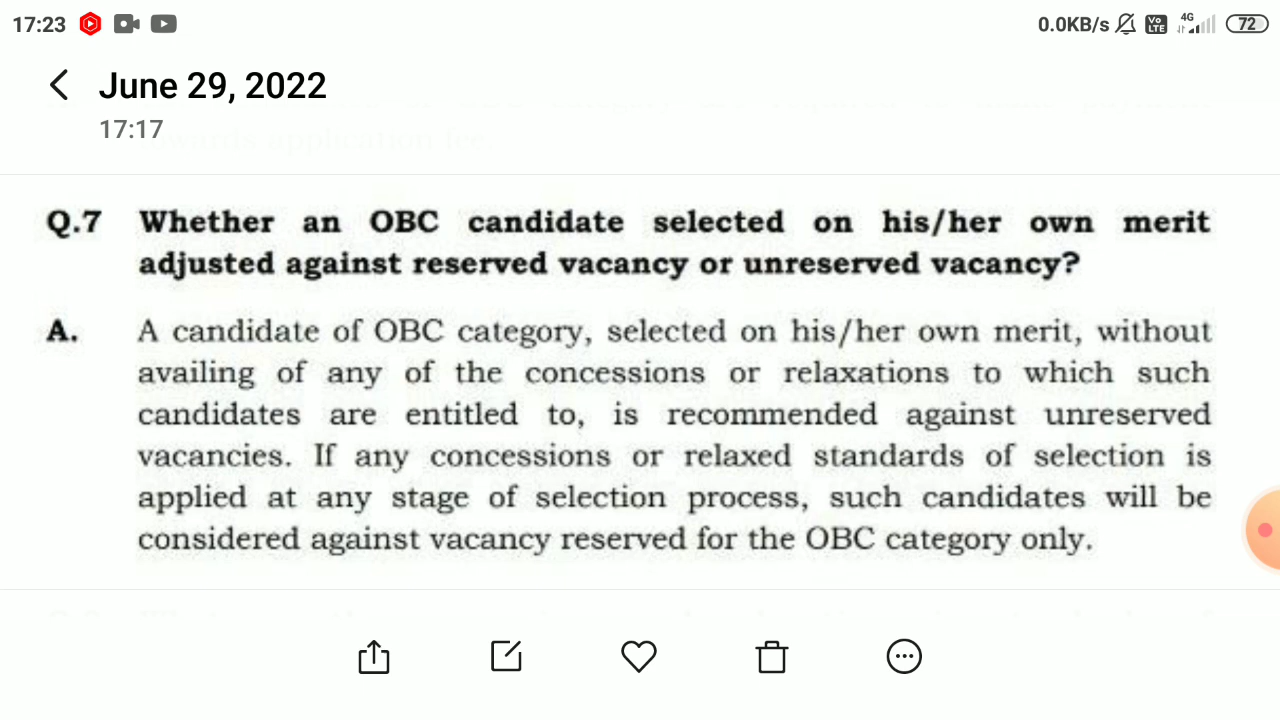 17:23 0.0KB/s Vo LTE 4G 72
June 29, 2022
17:17
Q.7 Whether an OBC candidate selected on his/her own merit
adjusted against reserved vacancy or unreserved vacancy?
A. A candidate of OBC category, selected on his/her own merit, without
availing of any of the concessions or relaxations to which such
candidates are entitled to, is recommended against unreserved
vacancies. If any concessions or relaxed standards of selection is
applied at any stage of selection process, such candidates will be
considered against vacancy reserved for the OBC category only.